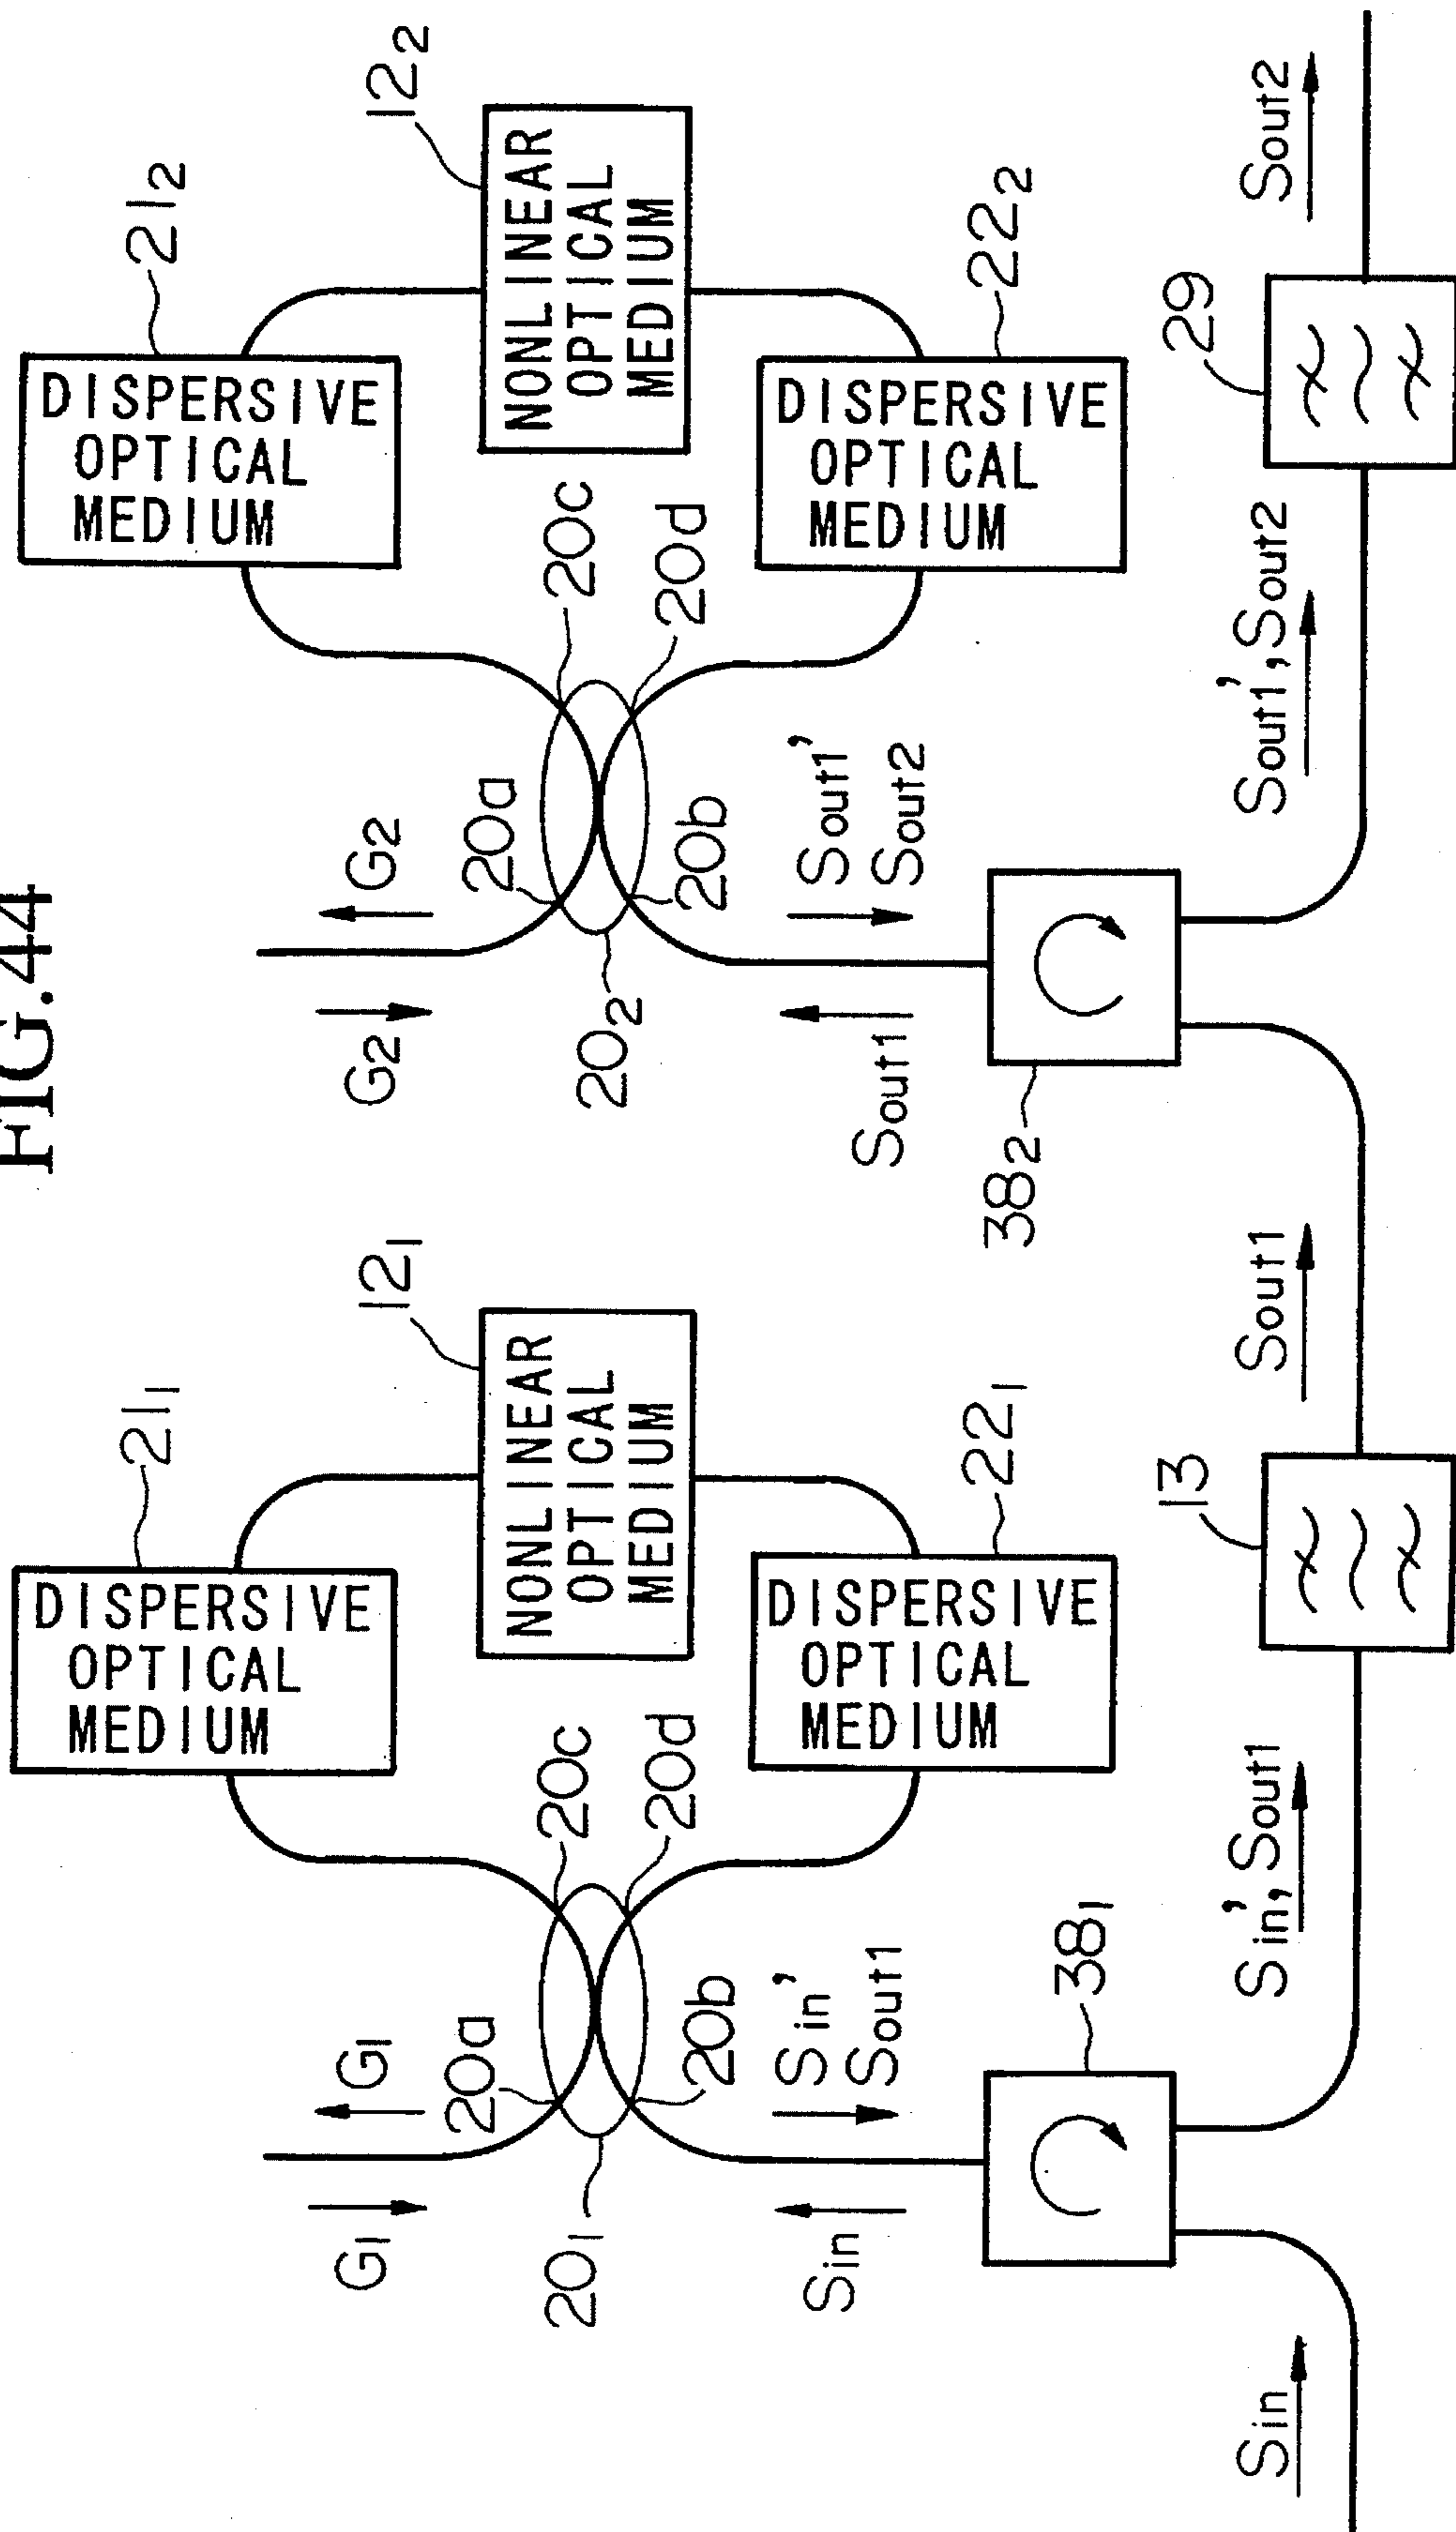 FIG.44
21₁
DISPERSIVE
OPTICAL
MEDIUM
12₁
NONLINEAR
OPTICAL
MEDIUM
22₁
DISPERSIVE
OPTICAL
MEDIUM
G₁
G₁
20a
20c
20d
20b
20₁
Sin
Sin'
Sout1
38₁
Sin
Sin', Sout1
13
Sout1
21₂
DISPERSIVE
OPTICAL
MEDIUM
12₂
NONLINEAR
OPTICAL
MEDIUM
22₂
DISPERSIVE
OPTICAL
MEDIUM
G₂
G₂
20a
20c
20d
20b
20₂
Sout1
Sout1'
Sout2
38₂
Sout1', Sout2
29
Sout2